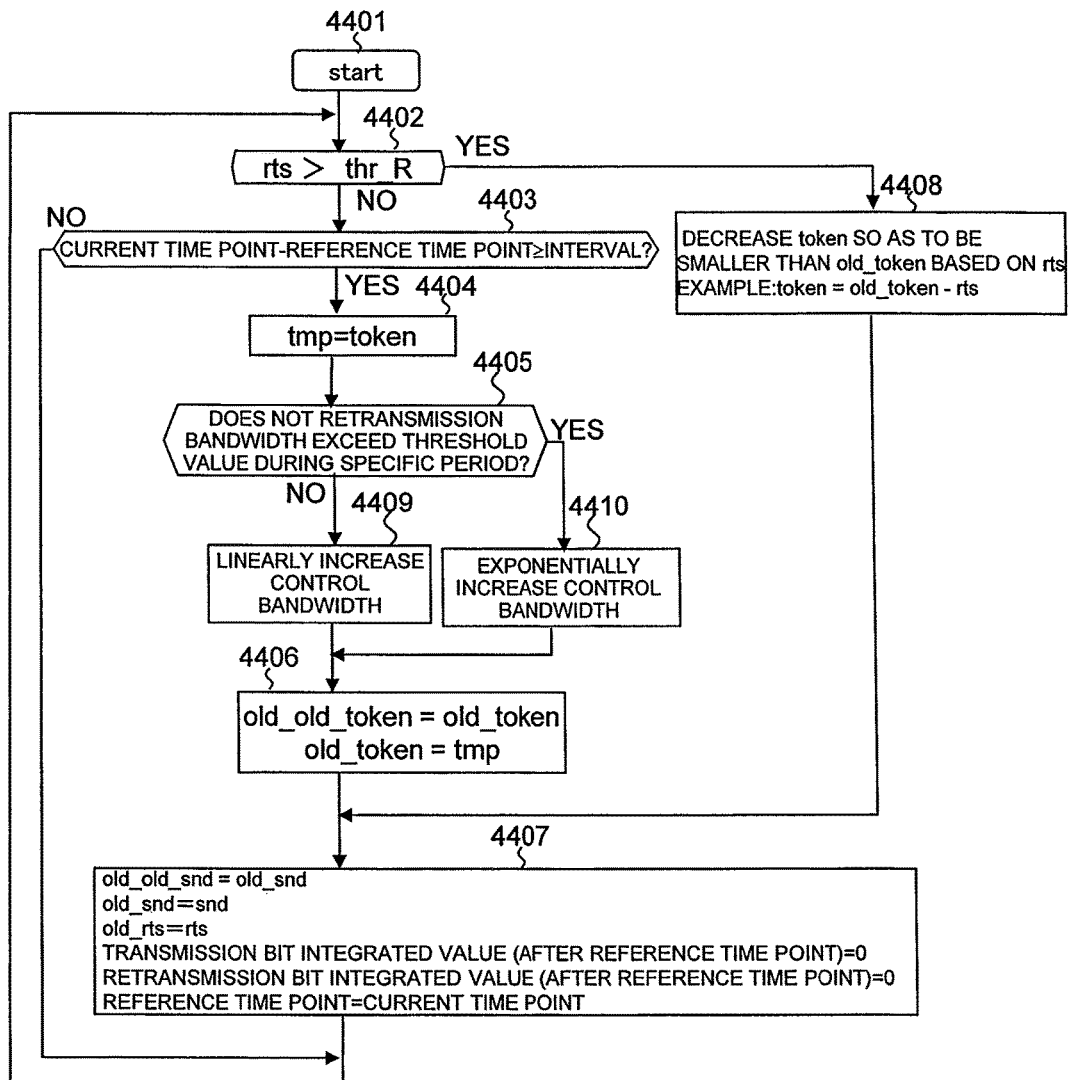 4401
start
4402
rts > thr_R
YES
NO
4403
NO
CURRENT TIME POINT-REFERENCE TIME POINT≥INTERVAL?
YES
4408
DECREASE token SO AS TO BE
SMALLER THAN old_token BASED ON rts
EXAMPLE:token = old_token - rts
4404
tmp=token
4405
DOES NOT RETRANSMISSION
BANDWIDTH EXCEED THRESHOLD
VALUE DURING SPECIFIC PERIOD?
YES
NO
4409
LINEARLY INCREASE
CONTROL
BANDWIDTH
4410
EXPONENTIALLY
INCREASE CONTROL
BANDWIDTH
4406
old_old_token = old_token
old_token = tmp
4407
old_old_snd = old_snd
old_snd=snd
old_rts=rts
TRANSMISSION BIT INTEGRATED VALUE (AFTER REFERENCE TIME POINT)=0
RETRANSMISSION BIT INTEGRATED VALUE (AFTER REFERENCE TIME POINT)=0
REFERENCE TIME POINT=CURRENT TIME POINT